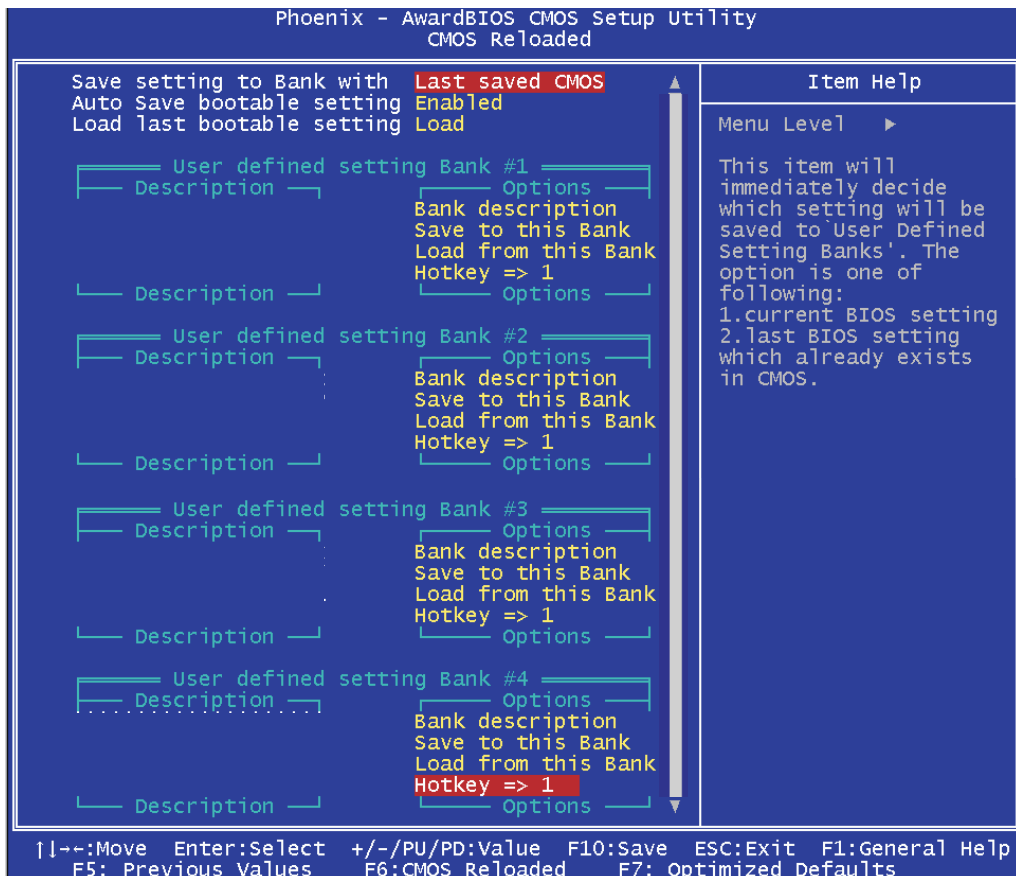 Phoenix - AwardBIOS CMOS Setup Utility
CMOS Reloaded
Save setting to Bank with Last saved CMOS
Auto Save bootable setting Enabled
Load last bootable setting Load
User defined setting Bank #1
Description Options
Bank description
Save to this Bank
Load from this Bank
Hotkey => 1
Description Options
User defined setting Bank #2
Description Options
Bank description
Save to this Bank
Load from this Bank
Hotkey => 1
Description Options
User defined setting Bank #3
Description Options
Bank description
Save to this Bank
Load from this Bank
Hotkey => 1
Description Options
User defined setting Bank #4
Description Options
Bank description
Save to this Bank
Load from this Bank
Hotkey => 1
Description Options
Item Help
Menu Level ▶
This item will
immediately decide
which setting will be
saved to`User Defined
Setting Banks'. The
option is one of
following:
1.current BIOS setting
2.last BIOS setting
which already exists
in CMOS.
↑↓→←:Move Enter:Select +/-/PU/PD:Value F10:Save ESC:Exit F1:General Help
F5: Previous Values F6:CMOS Reloaded F7: Optimized Defaults